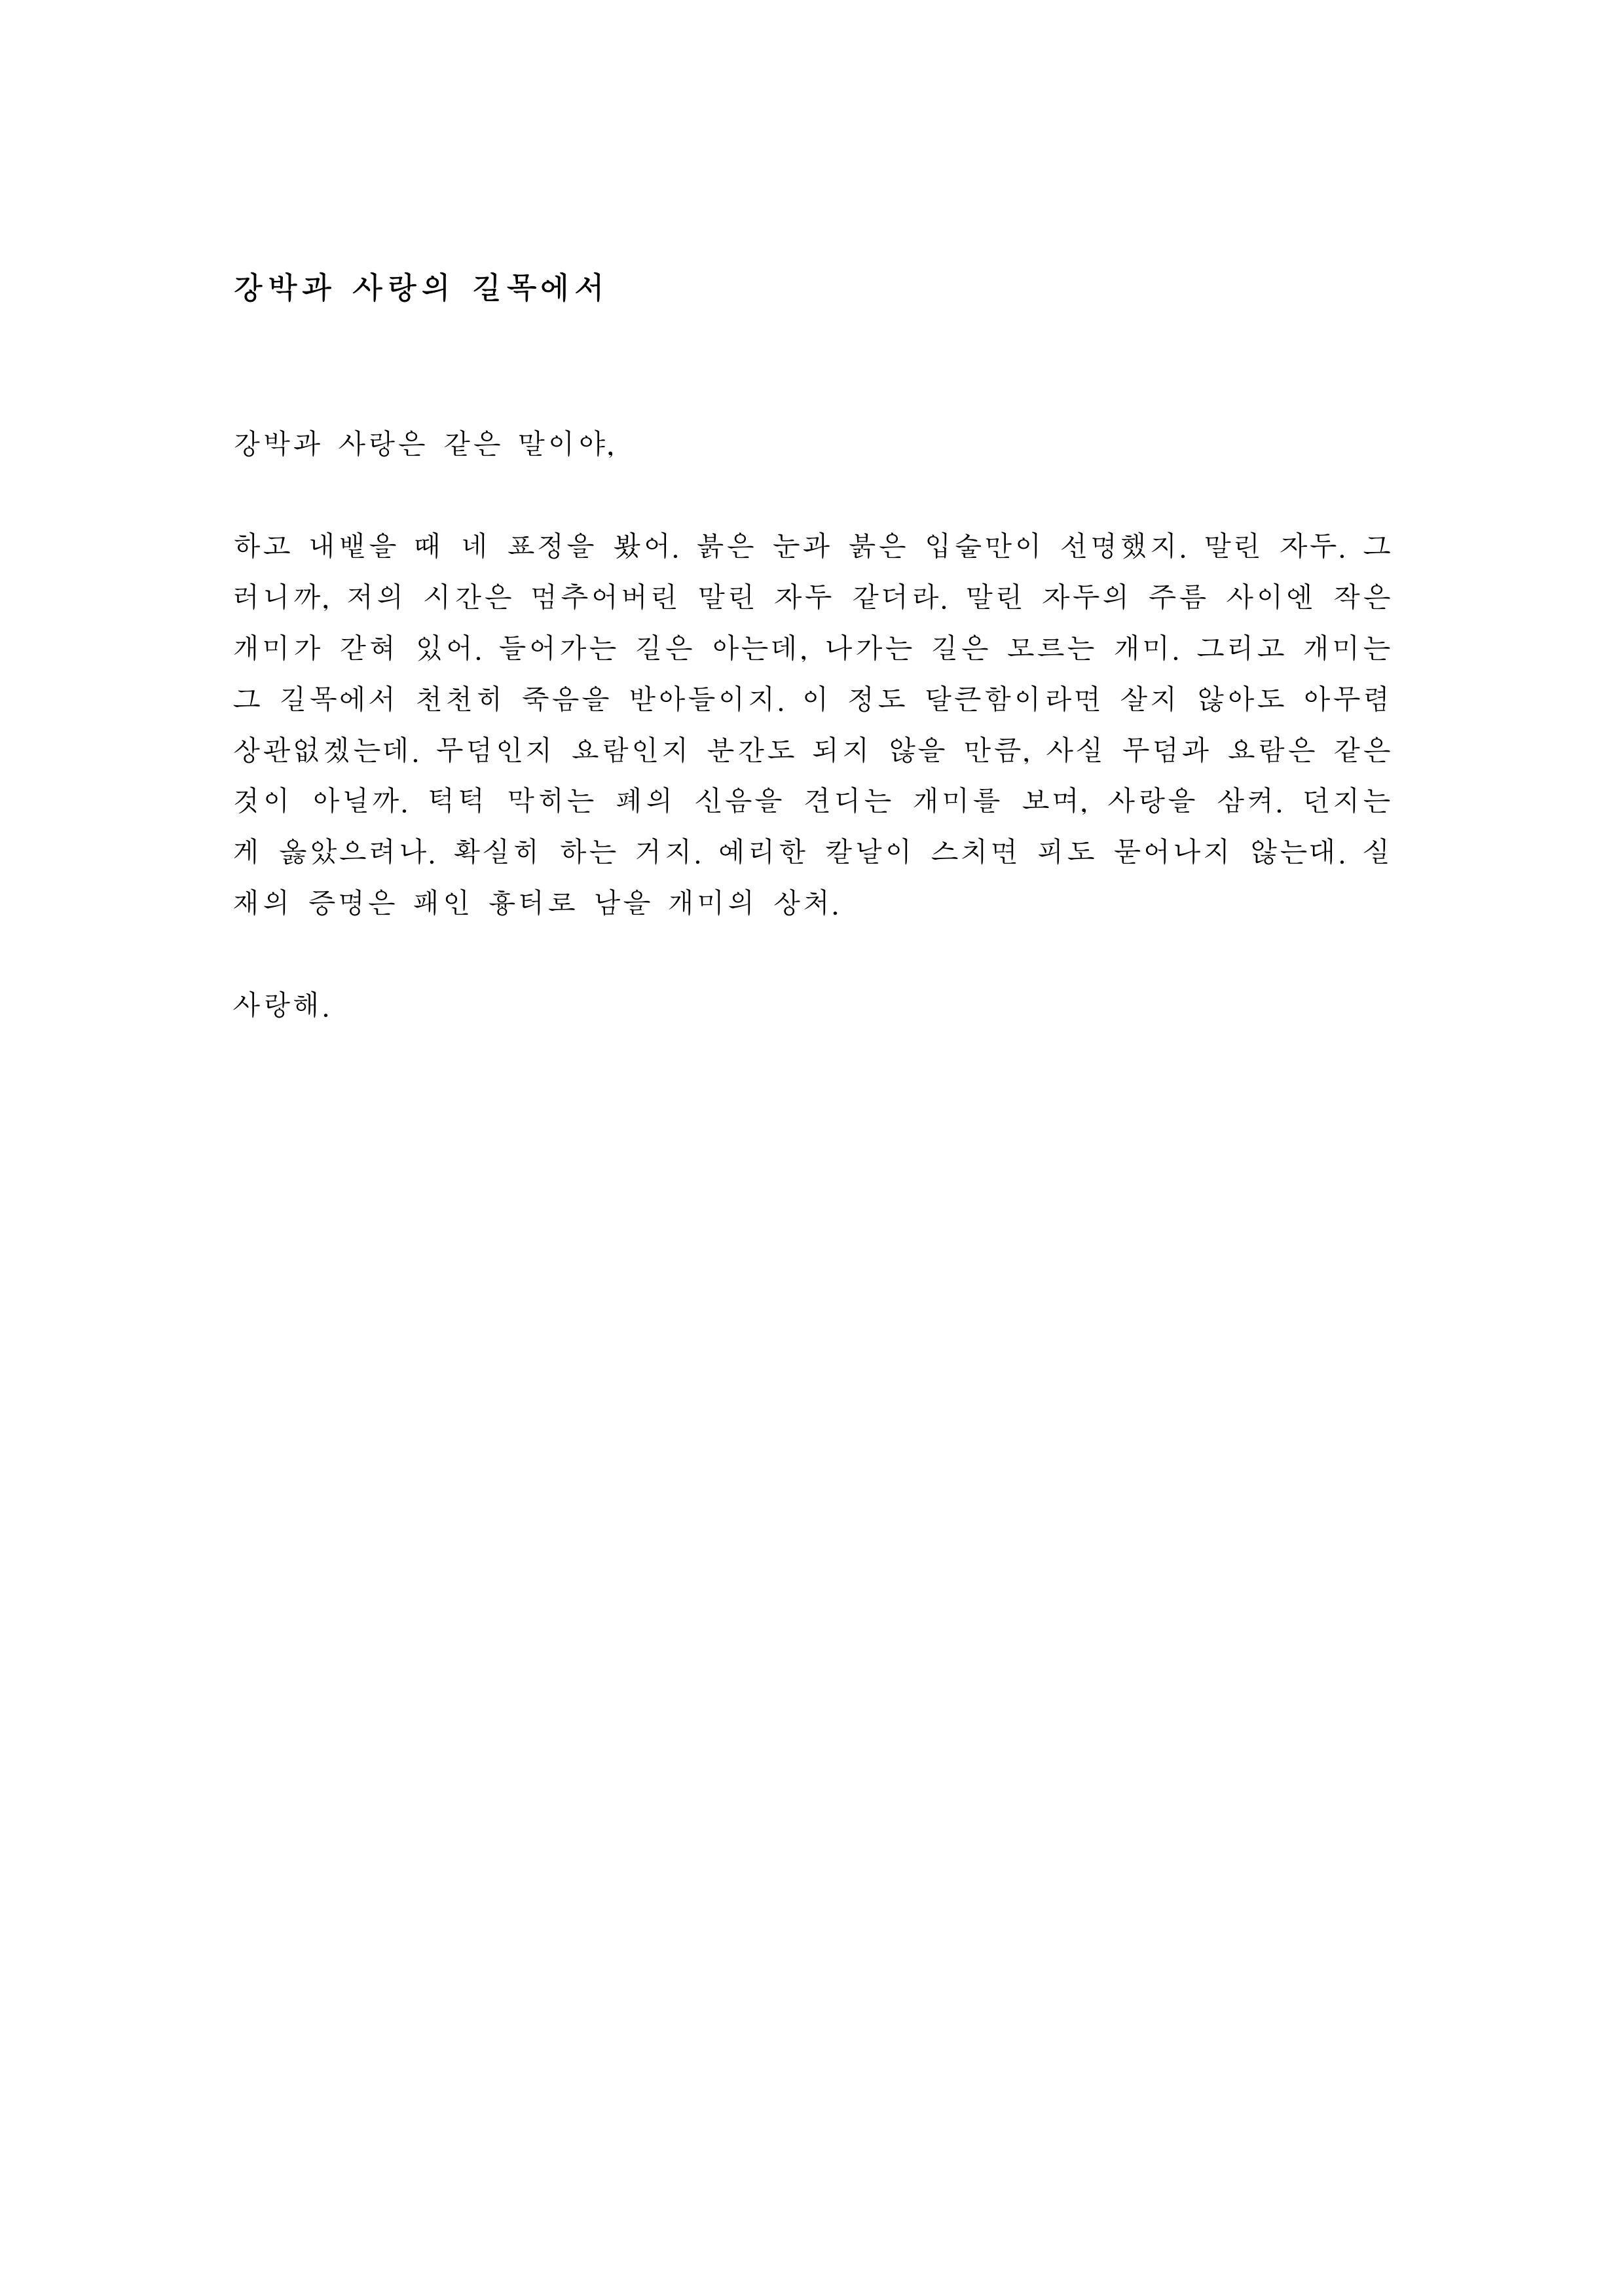 강박과 사랑의 길목에서
강박과 사랑은 같은 말이야,
하고 내뱉을 때 네 표정을 봤어. 붉은 눈과 붉은 입술만이 선명했지. 말린 자두. 그
러니까, 저의 시간은 멈추어버린 말린 자두 같더라. 말린 자두의 주름 사이엔 작은
개미가 갇혀 있어. 들어가는 길은 아는데, 나가는 길은 모르는 개미. 그리고 개미는
그 길목에서 천천히 죽음을 받아들이지. 이 정도 달큰함이라면 살지 않아도 아무렴
상관없겠는데. 무덤인지 요람인지 분간도 되지 않을 만큼, 사실 무덤과 요람은 같은
것이 아닐까. 턱턱 막히는 폐의 신음을 견디는 개미를 보며, 사랑을 삼켜. 던지는
게 옳았으려나. 확실히 하는 거지. 예리한 칼날이 스치면 피도 묻어나지 않는대. 실
재의 증명은 패인 흉터로 남을 개미의 상처.
사랑해.